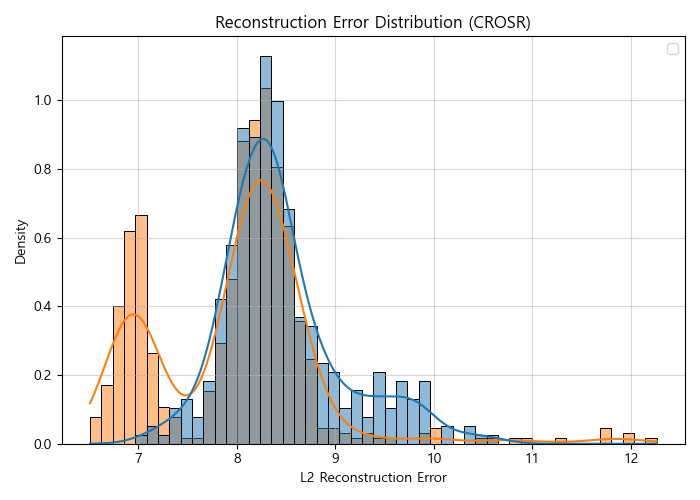 Reconstruction Error Distribution (CROSR)
Density
1.0
0.8
0.6
0.4
0.2
0.0
7 8 9 10 11 12
L2 Reconstruction Error